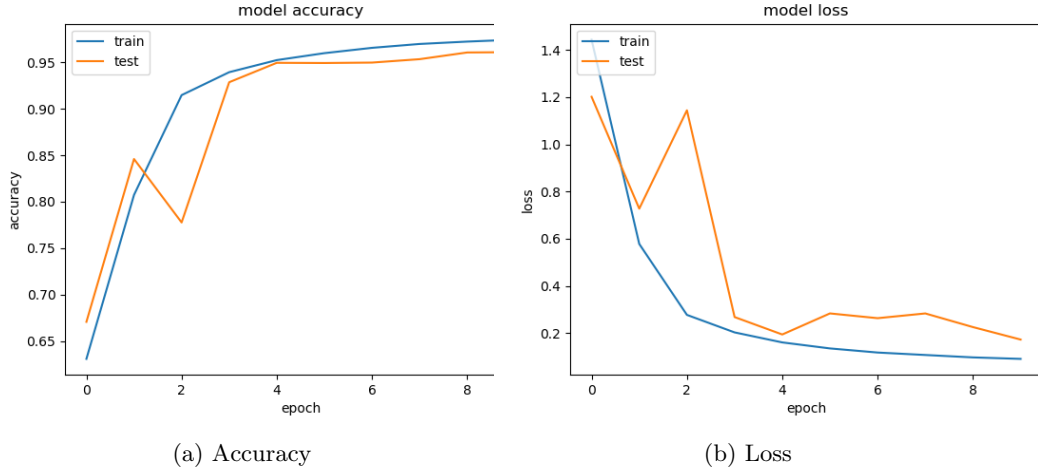 model accuracy
train
test
0.95
0.90
0.85
0.80
0.75
0.70
0.65
accuracy
0 2 4 6 8
epoch
(a) Accuracy
model loss
train
test
1.4
1.2
1.0
0.8
0.6
0.4
0.2
loss
0 2 4 6 8
epoch
(b) Loss